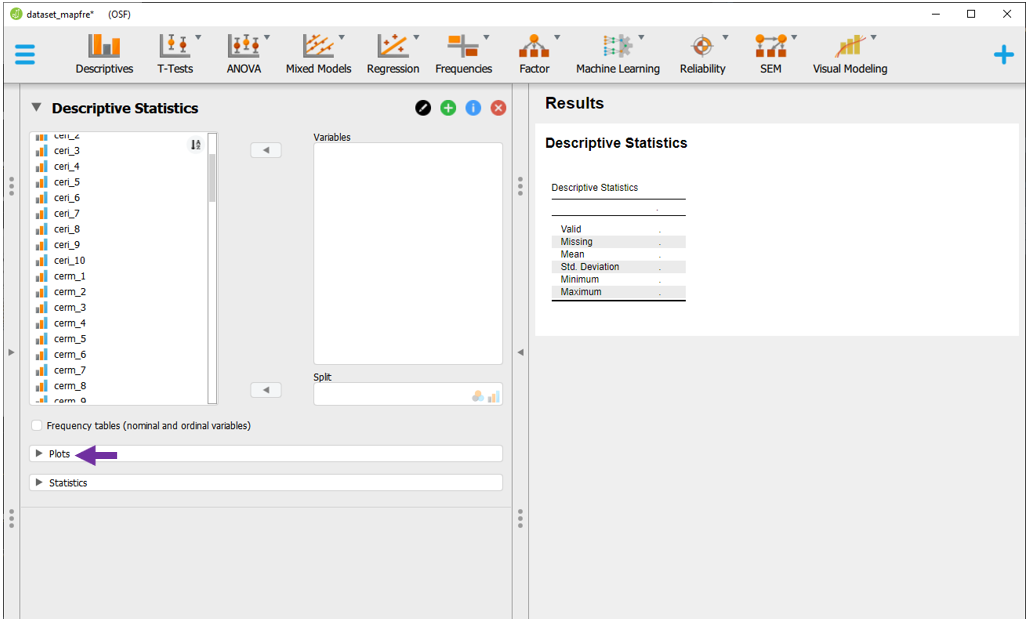 dataset_mapfre* (OSF)
Descriptives T-Tests ANOVA Mixed Models Regression Frequencies Factor Machine Learning Reliability SEM Visual Modeling
Descriptive Statistics
ceri_2
ceri_3
ceri_4
ceri_5
ceri_6
ceri_7
ceri_8
ceri_9
ceri_10
cerm_1
cerm_2
cerm_3
cerm_4
cerm_5
cerm_6
cerm_7
cerm_8
cerm_9
Variables
Split
Frequency tables (nominal and ordinal variables)
Plots
Statistics
Results
Descriptive Statistics
Descriptive Statistics
.
Valid .
Missing .
Mean .
Std. Deviation .
Minimum .
Maximum .